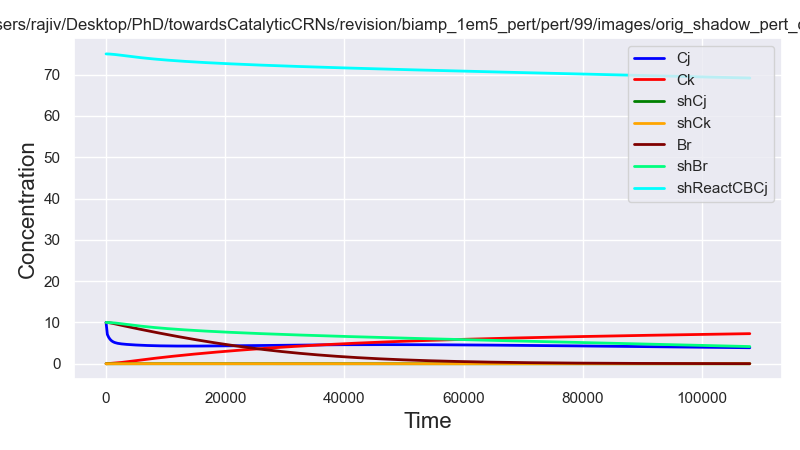 sers/rajiv/Desktop/PhD/towardsCatalyticCRNs/revision/biamp_1em5_pert/pert/99/images/orig_shadow_pert_
Concentration
70
60
50
40
30
20
10
0
Cj
Ck
shCj
shCk
Br
shBr
shReactCBCj
0
20000
40000
60000
80000
100000
Time